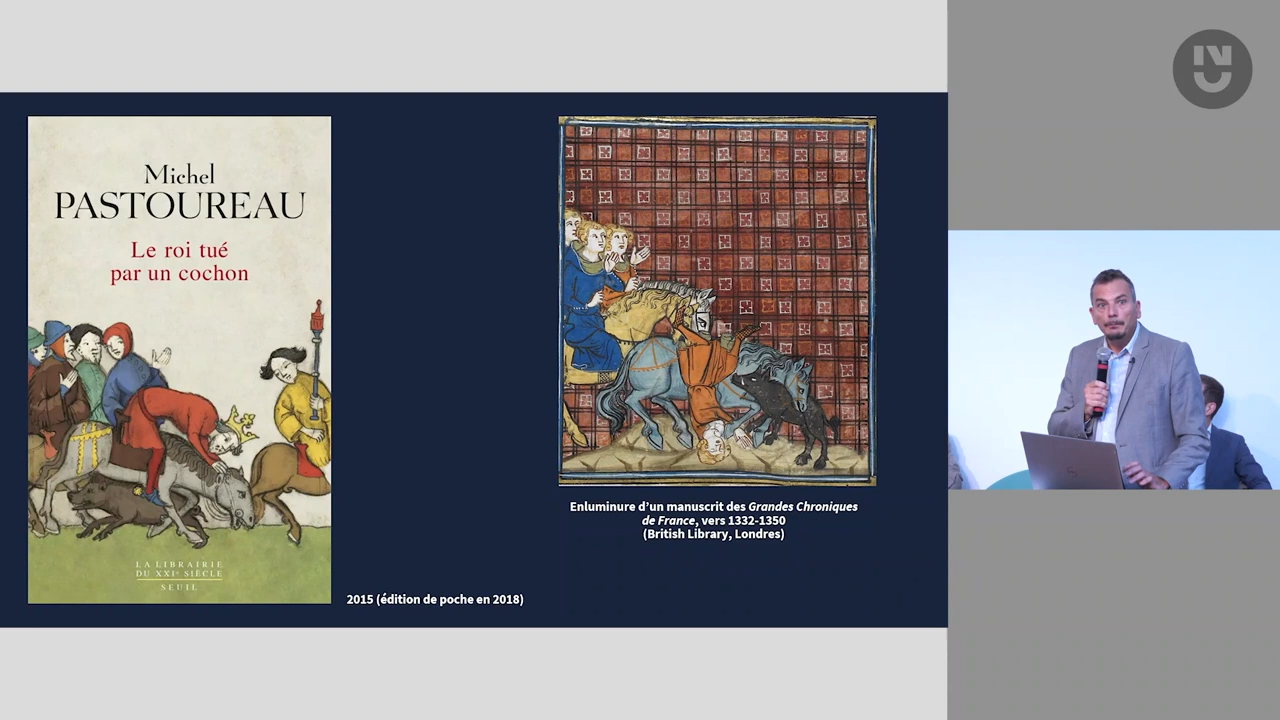 Michel
PASTOUREAU
Le roi tué
par un cochon
LA LIBRAIRIE
DU XXIe SIÈCLE
SEUIL
2015 (édition de poche en 2018)
Enluminure d'un manuscrit des Grandes Chroniques
de France, vers 1332-1350
(British Library, Londres)